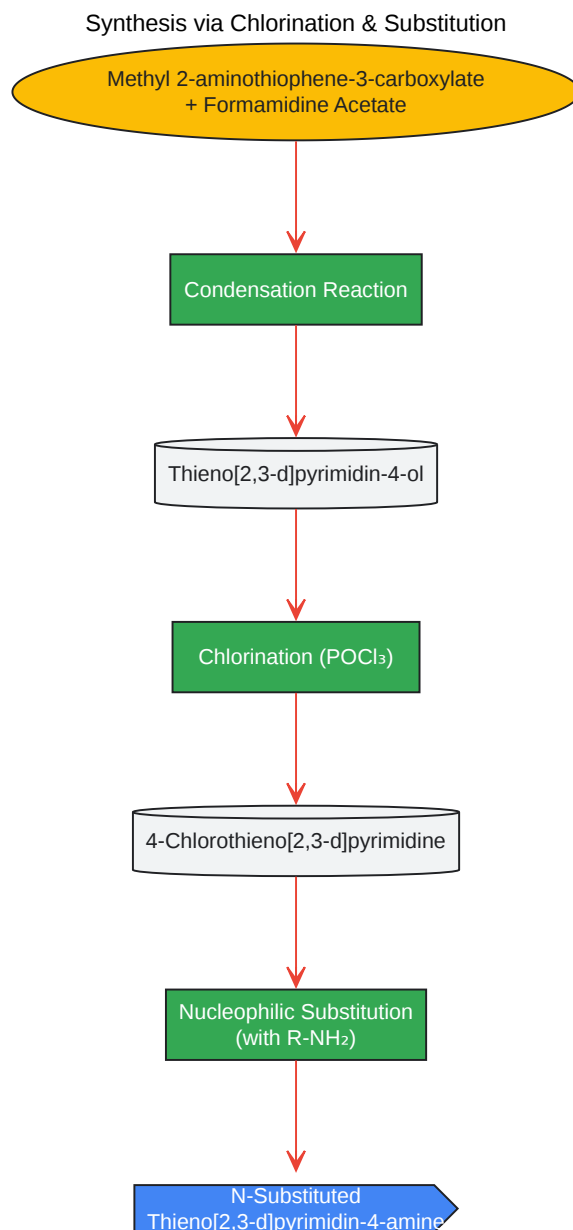 Synthesis via Chlorination & Substitution
Methyl 2-aminothiophene-3-carboxylate
+ Formamidine Acetate
Condensation Reaction
Thieno[2,3-d]pyrimidin-4-ol
Chlorination (POCl₃)
4-Chlorothieno[2,3-d]pyrimidine
Nucleophilic Substitution
(with R-NH₂)
N-Substituted
Thieno[2,3-d]pyrimidin-4-amine